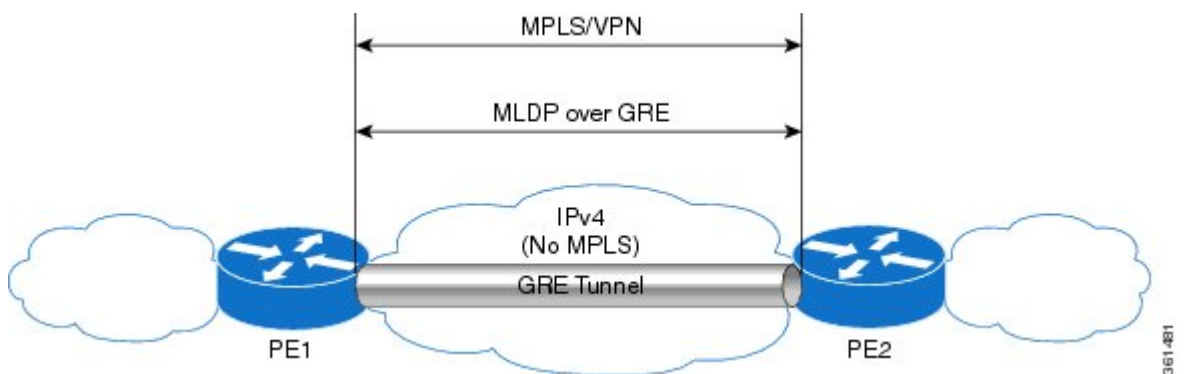 MPLS/VPN
MLDP over GRE
IPv4
(No MPLS)
GRE Tunnel
PE1
PE2
361481